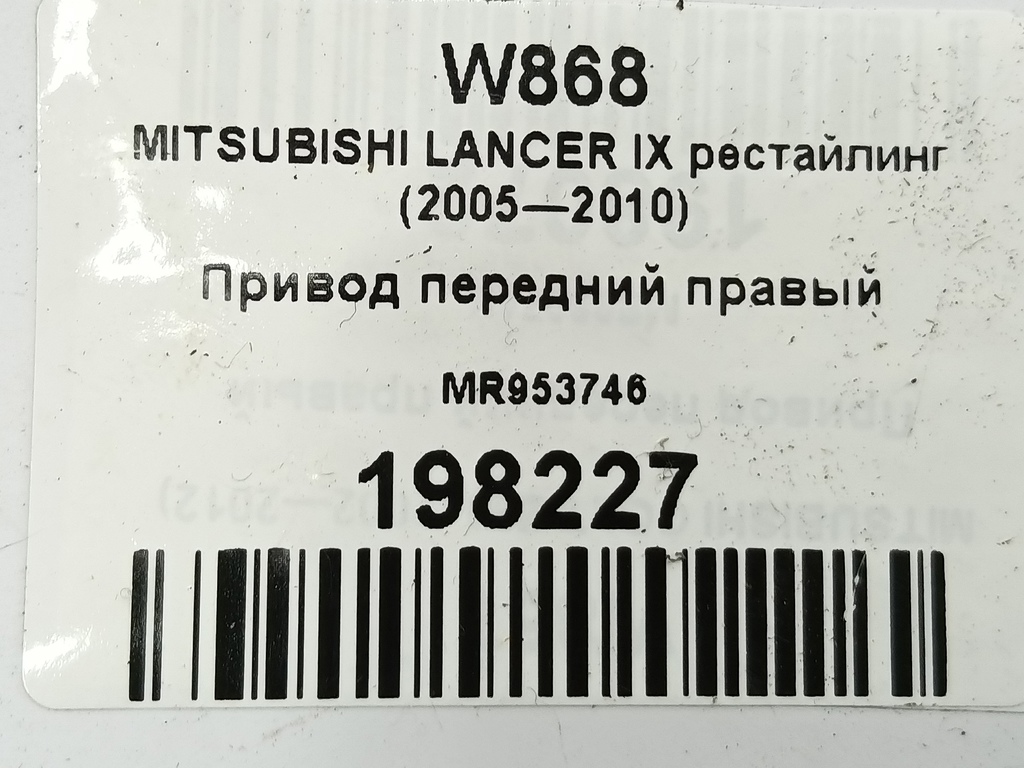 W868
MITSUBISHI LANCER IX рестайлинг
(2005—2010)
Привод передний правый
MR953746
198227